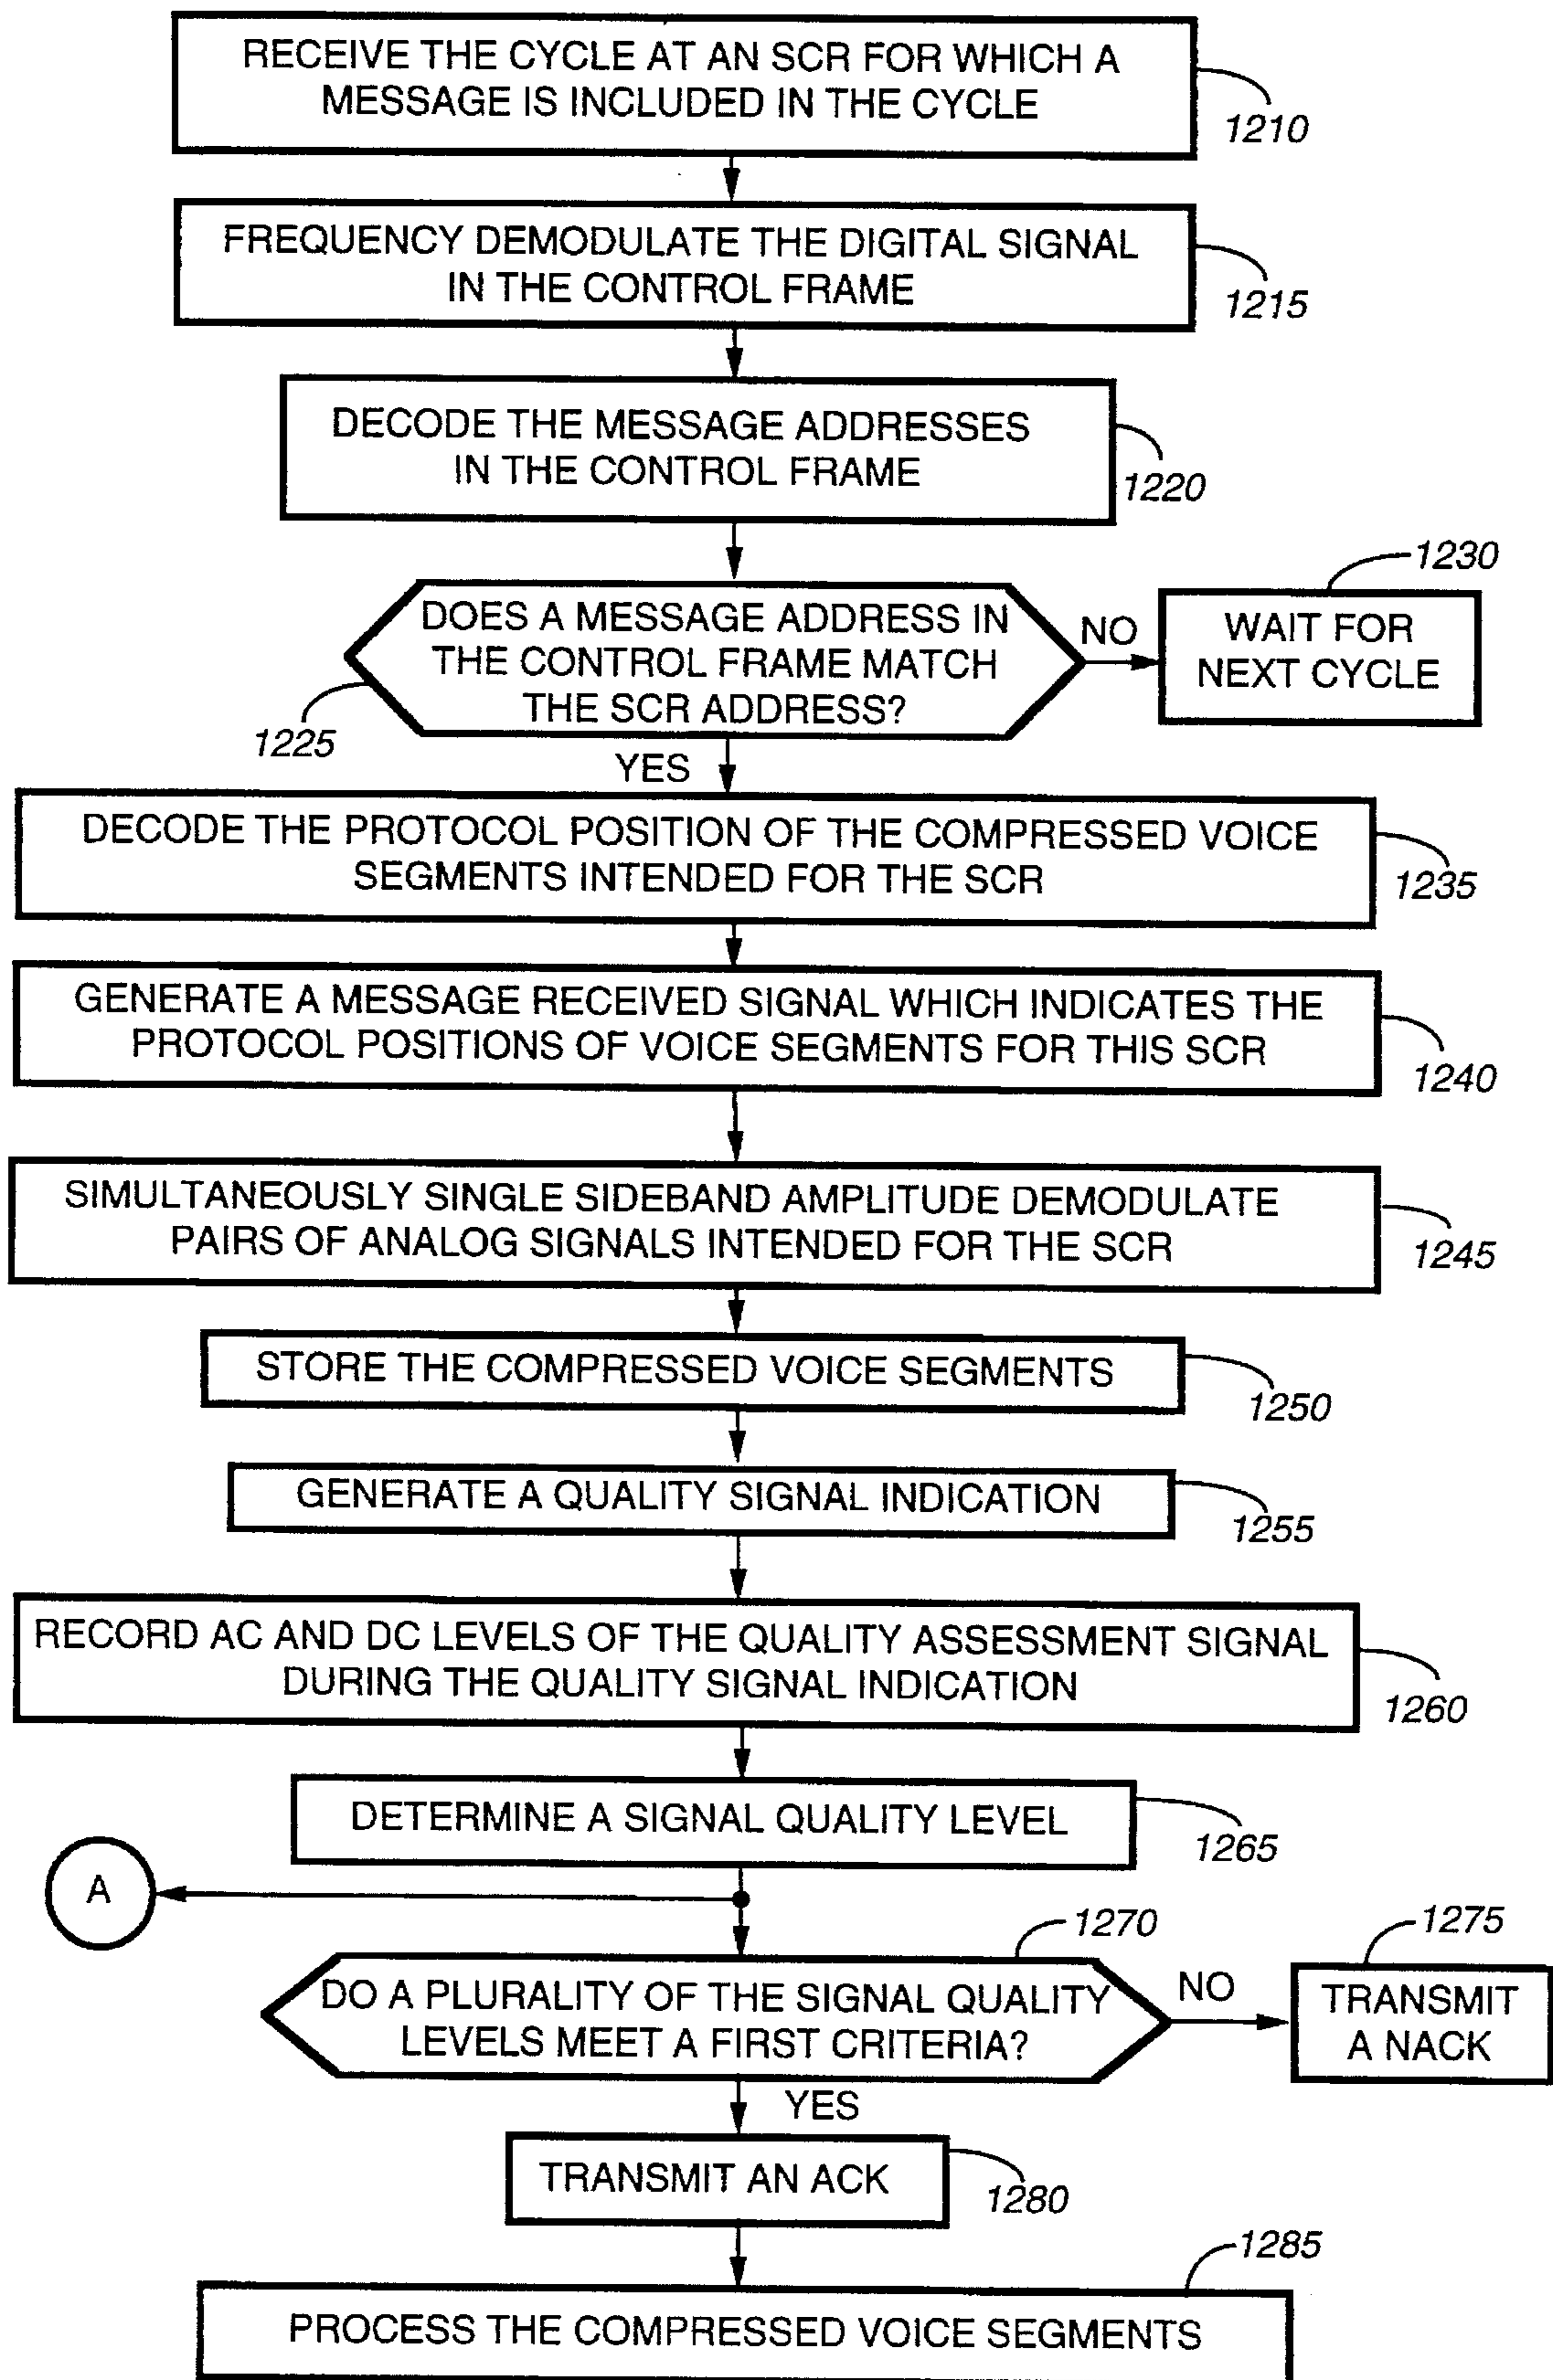 RECEIVE THE CYCLE AT AN SCR FOR WHICH A
MESSAGE IS INCLUDED IN THE CYCLE
1210
FREQUENCY DEMODULATE THE DIGITAL SIGNAL
IN THE CONTROL FRAME
1215
DECODE THE MESSAGE ADDRESSES
IN THE CONTROL FRAME
1220
DOES A MESSAGE ADDRESS IN
THE CONTROL FRAME MATCH
THE SCR ADDRESS?
1225
NO
1230
WAIT FOR
NEXT CYCLE
YES
DECODE THE PROTOCOL POSITION OF THE COMPRESSED VOICE
SEGMENTS INTENDED FOR THE SCR
1235
GENERATE A MESSAGE RECEIVED SIGNAL WHICH INDICATES THE
PROTOCOL POSITIONS OF VOICE SEGMENTS FOR THIS SCR
1240
SIMULTANEOUSLY SINGLE SIDEBAND AMPLITUDE DEMODULATE
PAIRS OF ANALOG SIGNALS INTENDED FOR THE SCR
1245
STORE THE COMPRESSED VOICE SEGMENTS
1250
GENERATE A QUALITY SIGNAL INDICATION
1255
RECORD AC AND DC LEVELS OF THE QUALITY ASSESSMENT SIGNAL
DURING THE QUALITY SIGNAL INDICATION
1260
DETERMINE A SIGNAL QUALITY LEVEL
1265
A
1270
DO A PLURALITY OF THE SIGNAL QUALITY
LEVELS MEET A FIRST CRITERIA?
NO
1275
TRANSMIT
A NACK
YES
TRANSMIT AN ACK
1280
1285
PROCESS THE COMPRESSED VOICE SEGMENTS